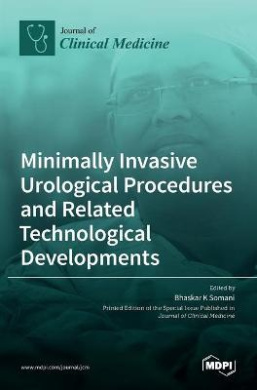 Journal of
Clinical Medicine
Minimally Invasive
Urological Procedures
and Related
Technological
Developments
Edited by
Bhaskar K Somani
Printed Edition of the Special Issue Published in
Journal of Clinical Medicine
www.mdpi.com/journal/jcm
MDPI